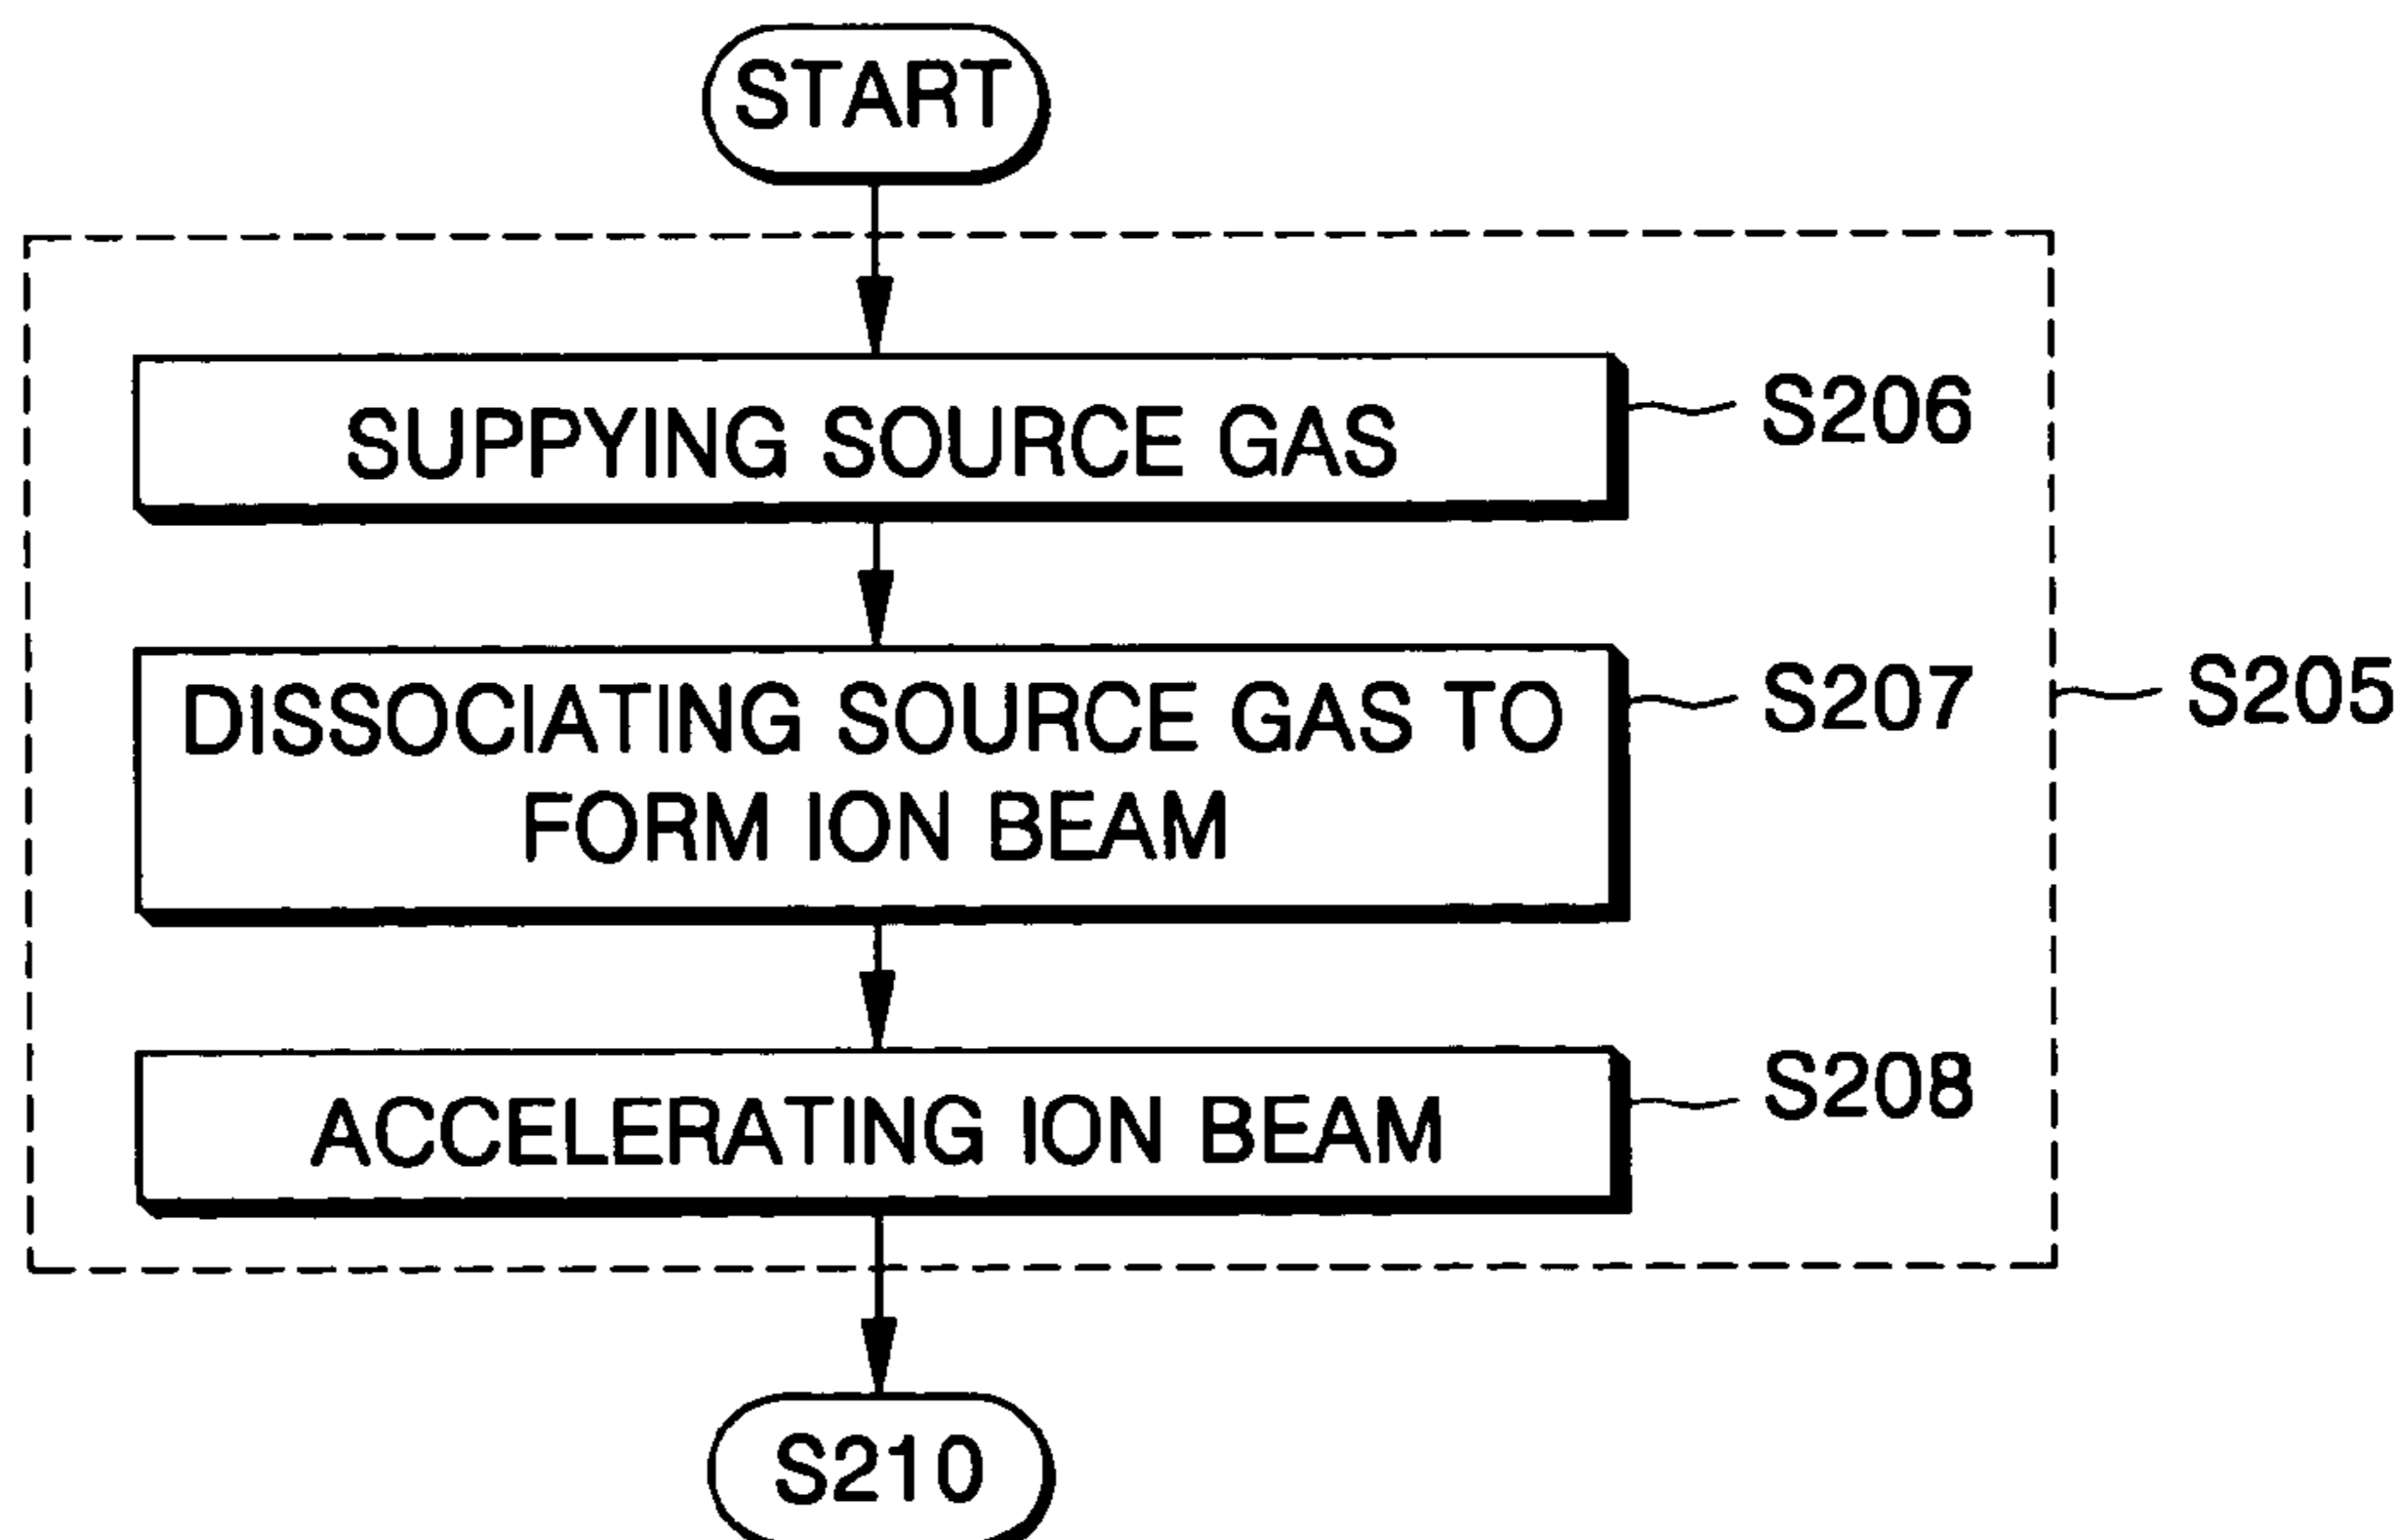 START
SUPPYING SOURCE GAS
S206
DISSOCIATING SOURCE GAS TO
FORM ION BEAM
S207
S205
ACCELERATING ION BEAM
S208
S210